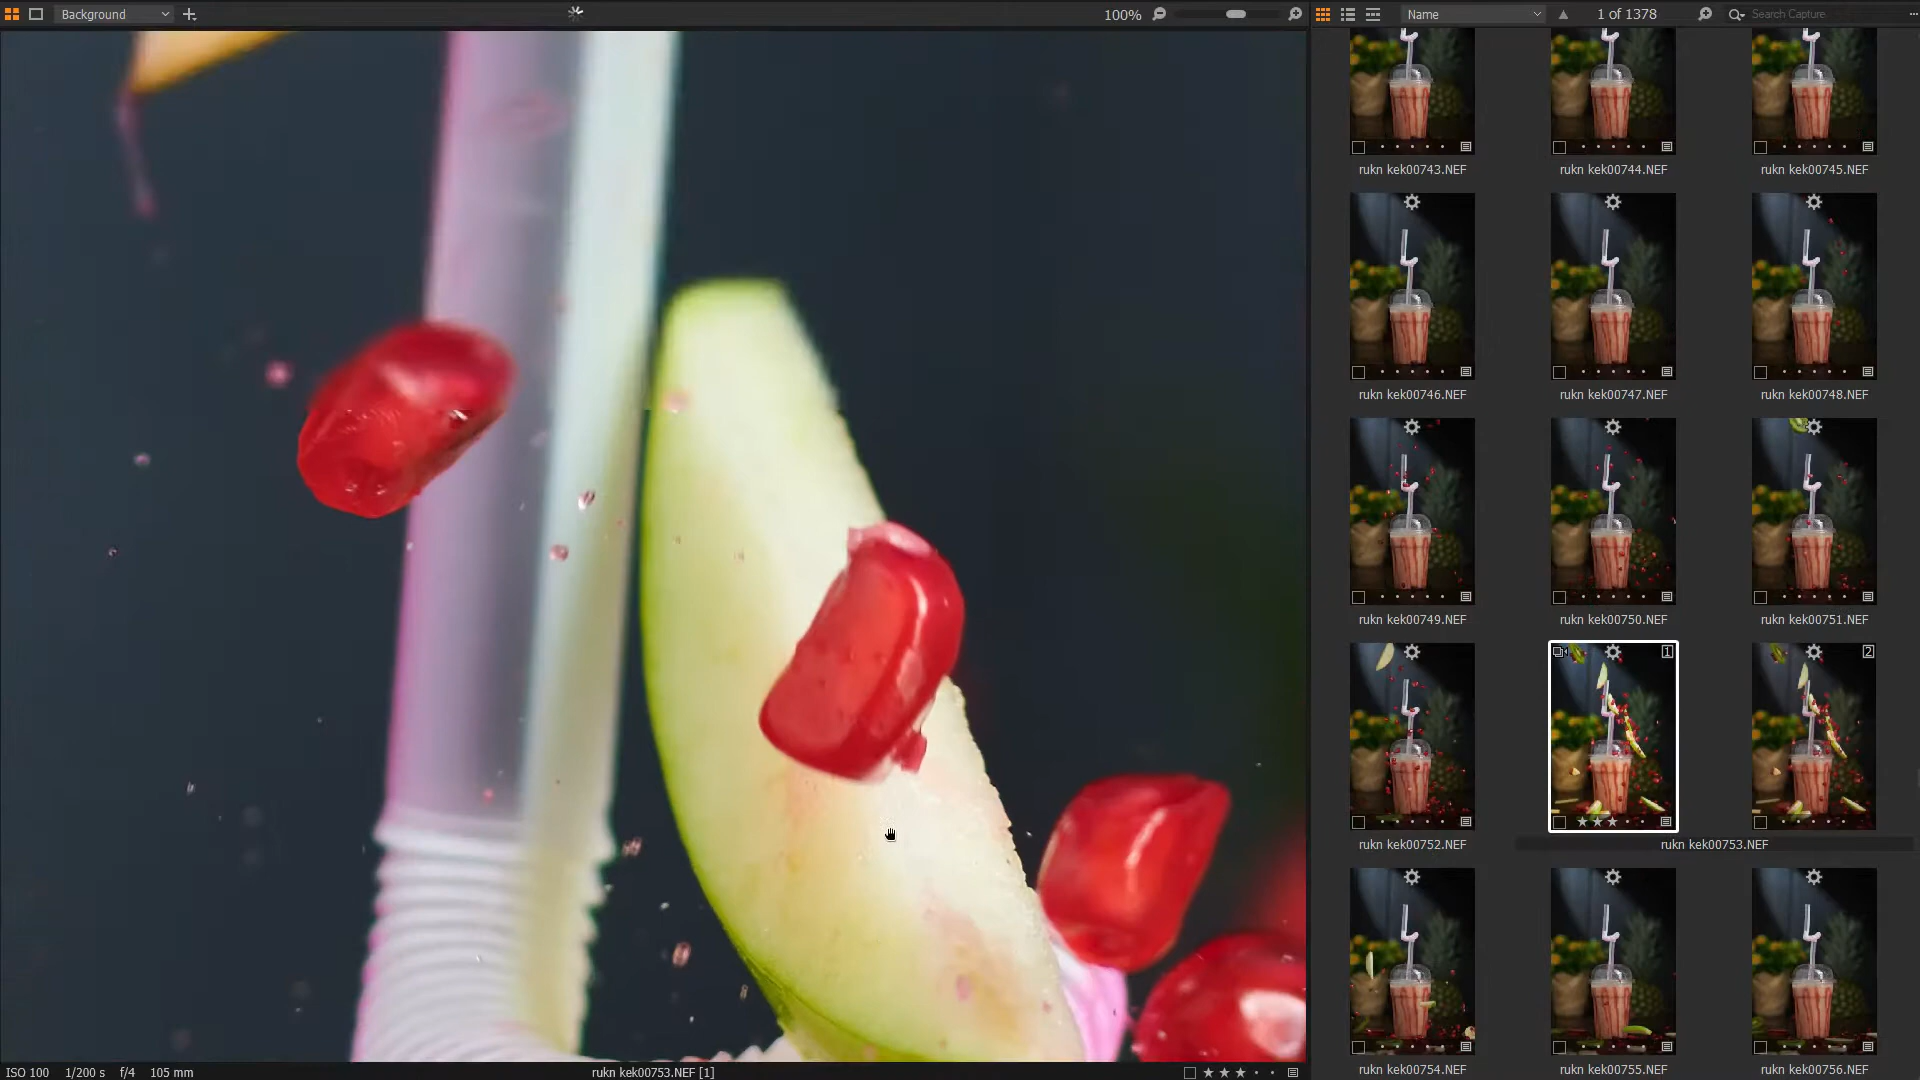 Background
100%
Name
1 of 1378
Search Capture
rukn kek00743.NEF
rukn kek00744.NEF
rukn kek00745.NEF
rukn kek00746.NEF
rukn kek00747.NEF
rukn kek00748.NEF
rukn kek00749.NEF
rukn kek00750.NEF
rukn kek00751.NEF
1
2
rukn kek00752.NEF
rukn kek00753.NEF
rukn kek00754.NEF
rukn kek00755.NEF
rukn kek00756.NEF
ISO 100 1/200 s f/4 105 mm
rukn kek00753.NEF [1]